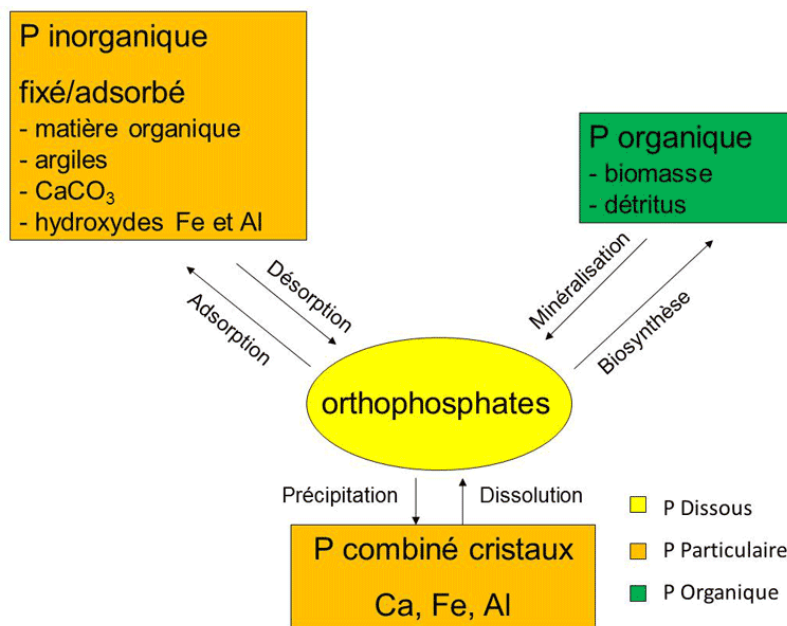 P inorganique
fixé/adsorbé
- matière organique
- argiles
- CaCO₃
- hydroxydes Fe et Al
P organique
- biomasse
- détritus
Désorption
Adsorption
Minéralisation
Biosynthèse
orthophosphates
Précipitation
Dissolution
P combiné cristaux
Ca, Fe, Al
P Dissous
P Particulaire
P Organique